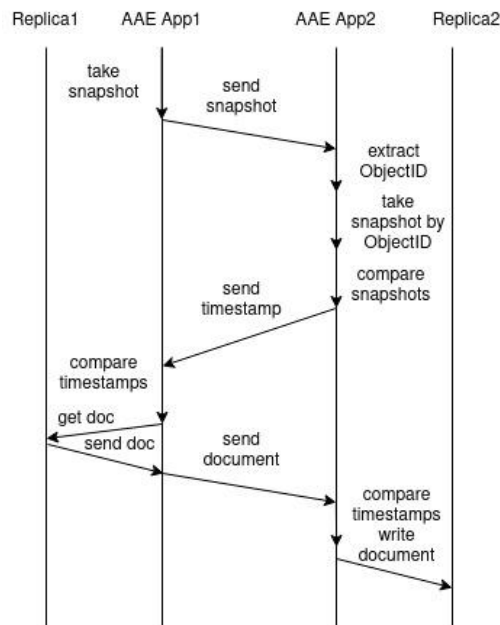 Replica1 AAE App1 AAE App2 Replica2
take
snapshot
send
snapshot
extract
ObjectID
take
snapshot by
ObjectID
compare
snapshots
send
timestamp
compare
timestamps
get doc
send doc
send
document
compare
timestamps
write
document